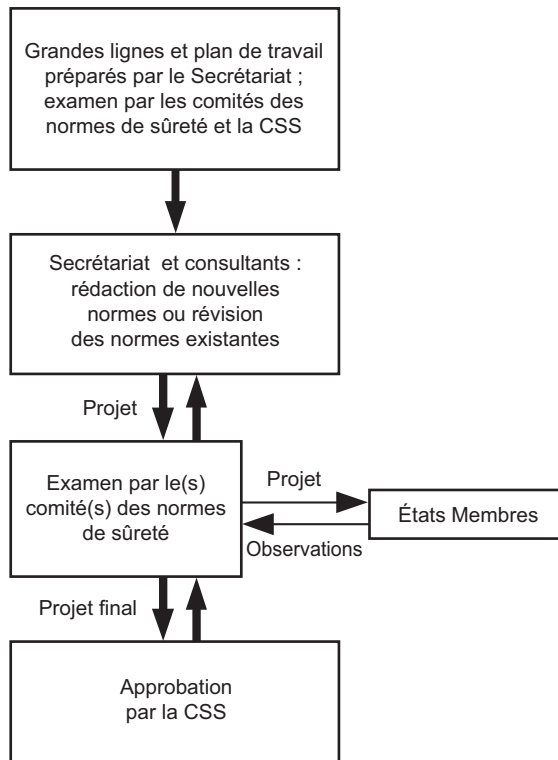 Grandes lignes et plan de travail
préparés par le Secrétariat ;
examen par les comités des
normes de sûreté et la CSS
Secrétariat et consultants :
rédaction de nouvelles
normes ou révision
des normes existantes
Projet
Examen par le(s)
comité(s) des normes
de sûreté
Projet
États Membres
Observations
Projet final
Approbation
par la CSS